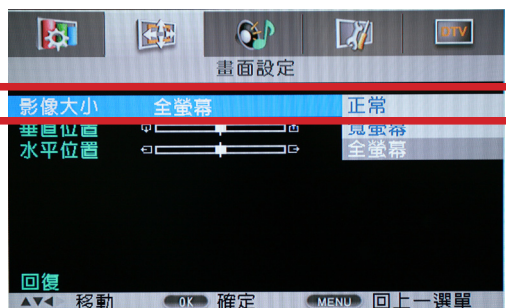 UTV
畫面設定
影像大小 全螢幕 正常
垂直位置 寬螢幕
水平位置 全螢幕
回復
移動 OK 確定 MENU 回上一選單